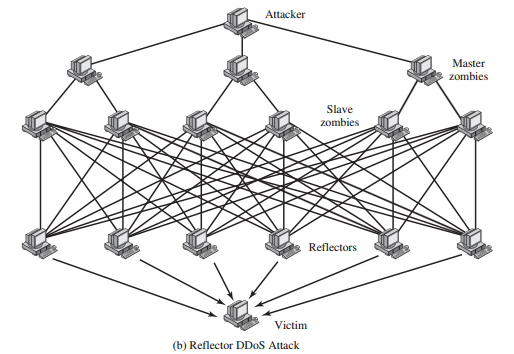 Attacker
Master
zombies
Slave
zombies
Reflectors
Victim
(b) Reflector DDoS Attack